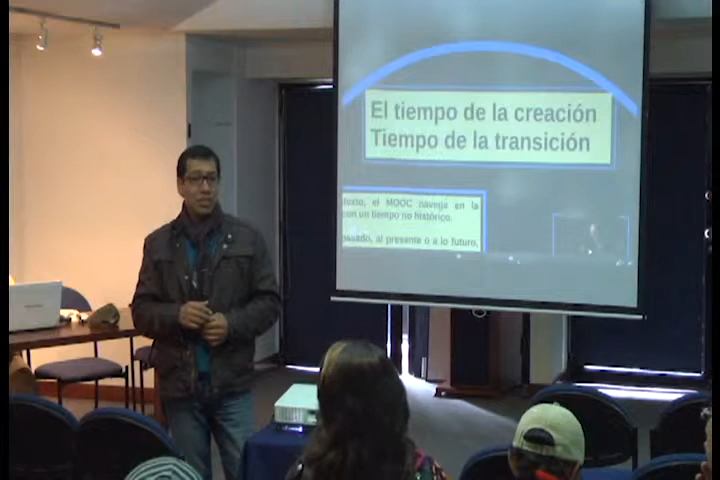 El tiempo de la creación
Tiempo de la transición
texto, el MOOC navega en la
con un tiempo no histórico.
pasado, al presente o a lo futuro,